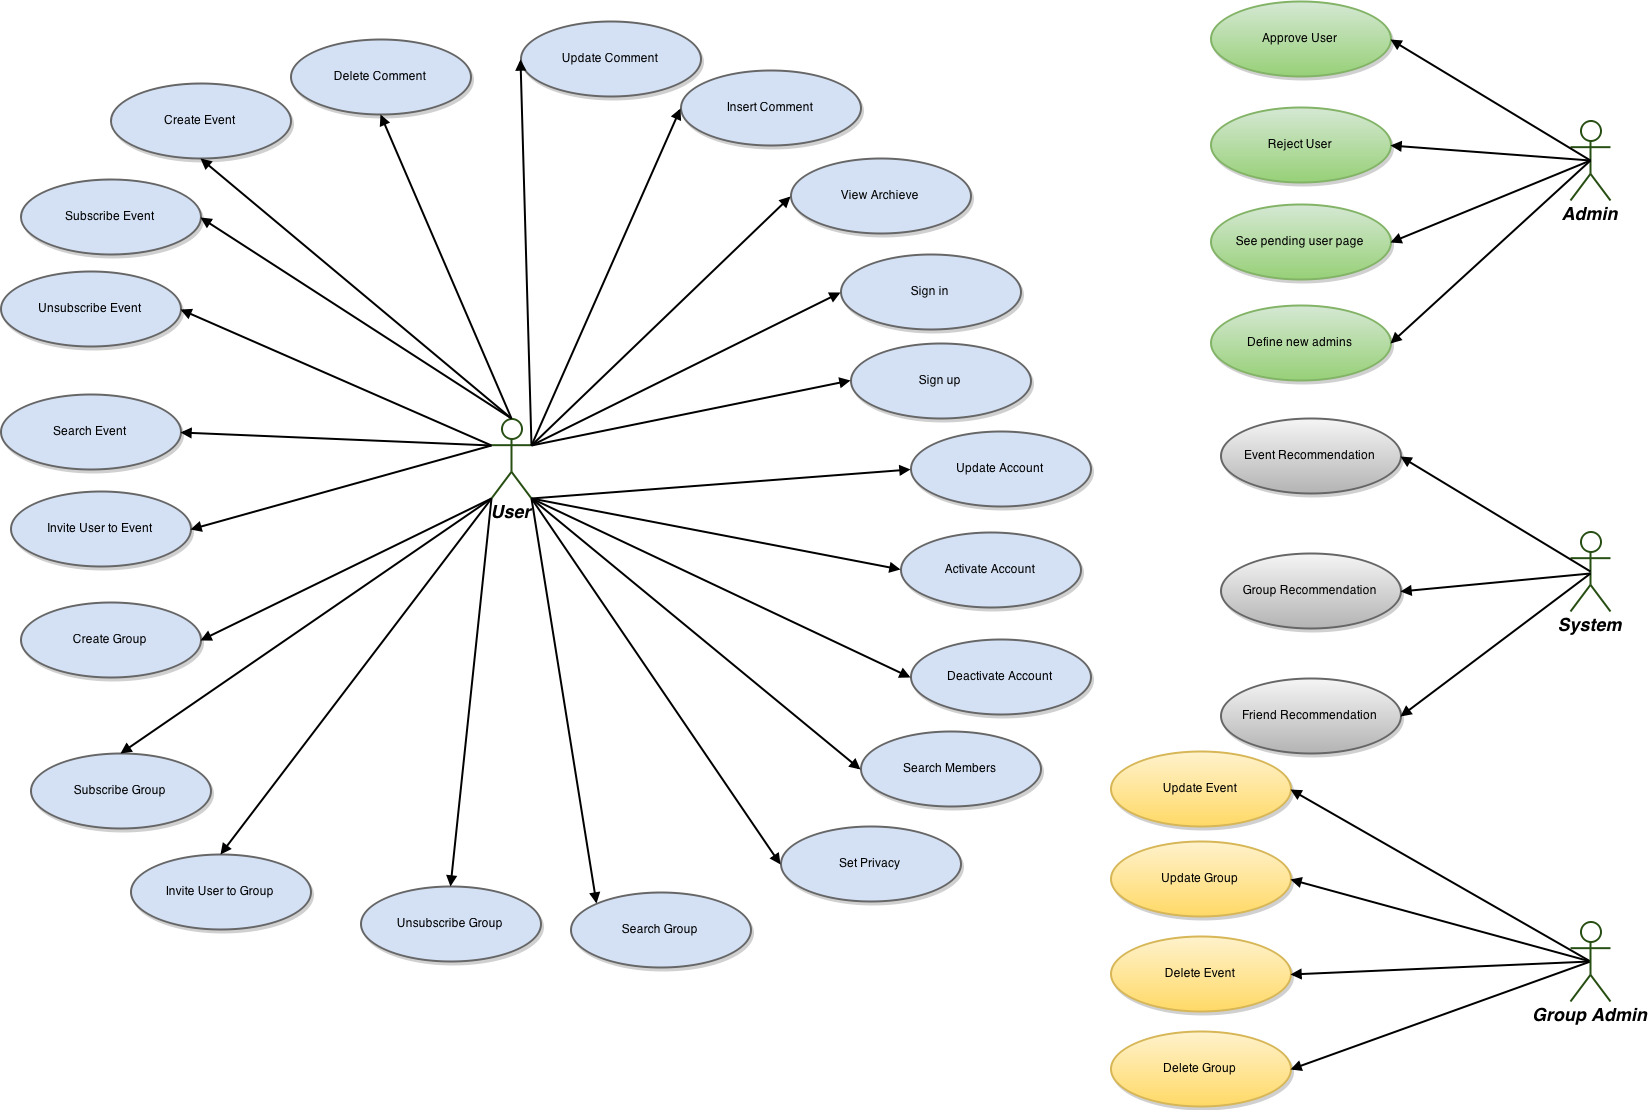 Update Comment
Delete Comment
Insert Comment
Create Event
View Archieve
Subscribe Event
Sign in
Unsubscribe Event
Sign up
Search Event
Update Account
User
Invite User to Event
Activate Account
Create Group
Deactivate Account
Search Members
Subscribe Group
Set Privacy
Invite User to Group
Unsubscribe Group
Search Group
Approve User
Reject User
Admin
See pending user page
Define new admins
Event Recommendation
Group Recommendation
System
Friend Recommendation
Update Event
Update Group
Delete Event
Group Admin
Delete Group